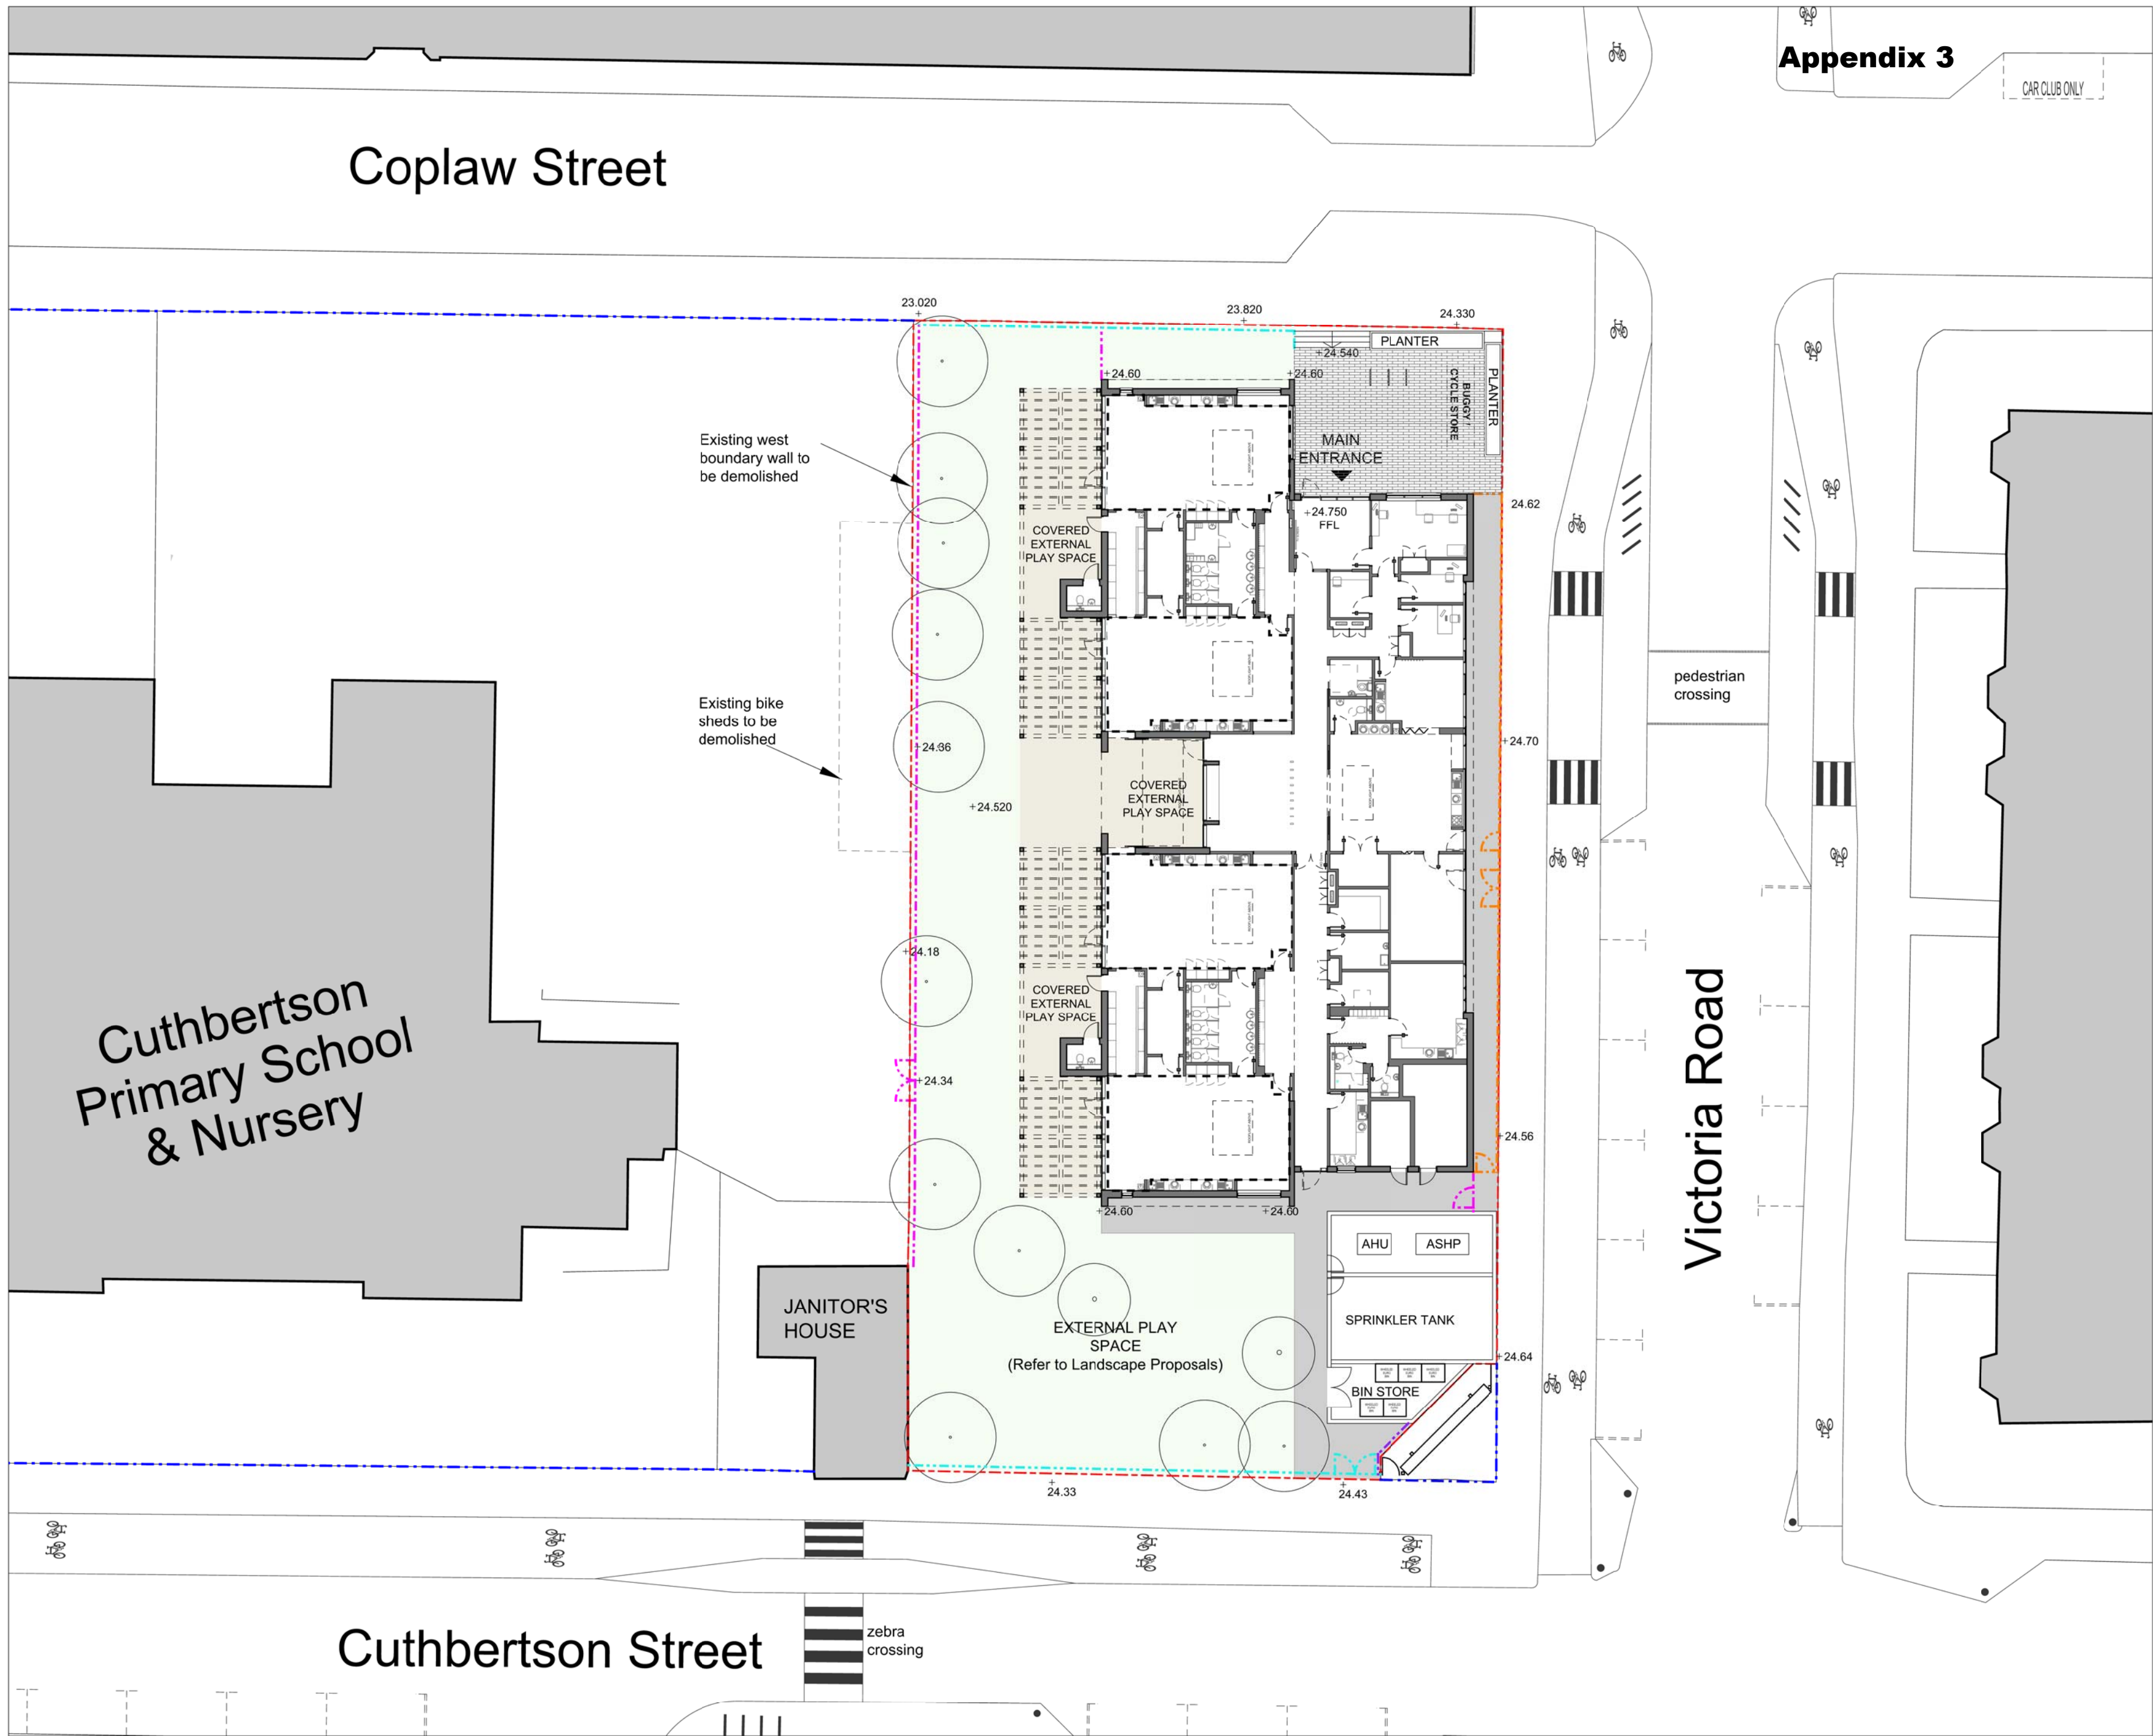 Appendix 3
CAR CLUB ONLY
Coplaw Street
23.020
23.820
24.330
PLANTER
+24.540
+24.60
+24.60
BUGGY /
CYCLE STORE
PLANTER
Existing west
boundary wall to
be demolished
MAIN
ENTRANCE
24.62
+24.750
FFL
COVERED
EXTERNAL
PLAY SPACE
pedestrian
crossing
Existing bike
sheds to be
demolished
+24.36
+24.70
COVERED
EXTERNAL
PLAY SPACE
+24.520
+24.18
COVERED
EXTERNAL
PLAY SPACE
Cuthbertson
Primary School
& Nursery
Victoria Road
+24.34
+24.56
+24.60
+24.60
AHU
ASHP
JANITOR'S
HOUSE
SPRINKLER TANK
EXTERNAL PLAY
SPACE
(Refer to Landscape Proposals)
+24.64
BIN STORE
24.33
24.43
Cuthbertson Street
zebra
crossing